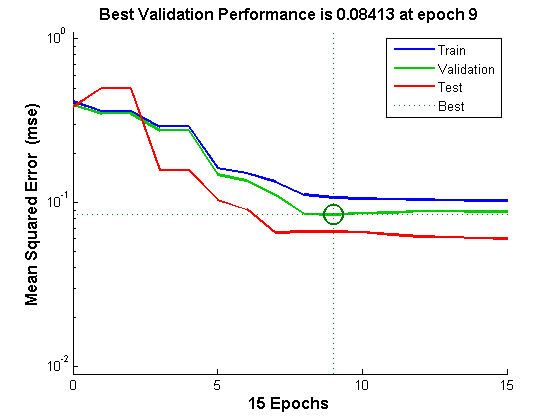 Best Validation Performance is 0.08413 at epoch 9
Train
Validation
Test
Best
Mean Squared Error  (mse)
10^0
10^-1
10^-2
0
5
10
15
15 Epochs